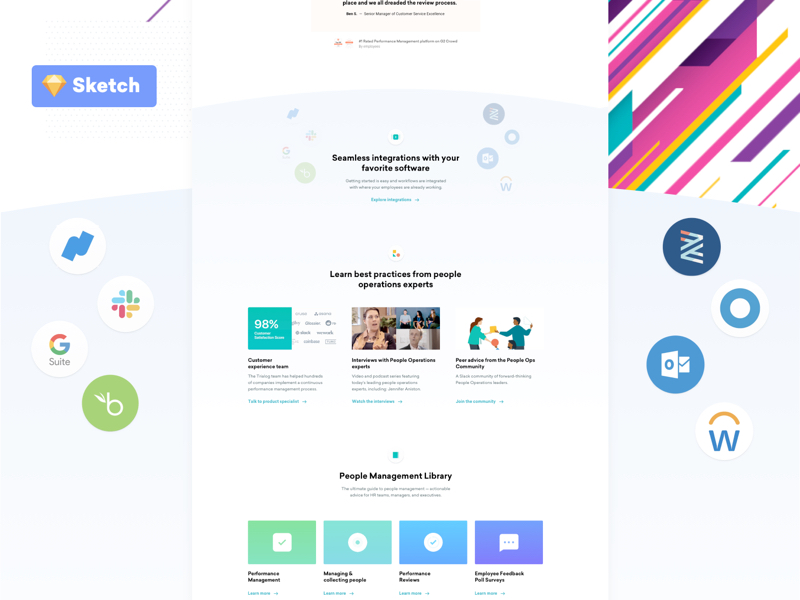 place and we all dreaded the review process.
Ben S. — Senior Manager of Customer Service Excellence
#1 Rated Performance Management platform on G2 Crowd
By employees
Sketch
Seamless integrations with your
favorite software
Getting started is easy and workflows are integrated
with where your employees are already working.
Explore integrations →
G Suite
b
W
Learn best practices from people
operations experts
98%
Customer
Satisfaction Score
Customer
experience team
The Trakng team has helped hundreds
of companies implement a continuous
performance management process.
Talk to product specialist →
Interviews with People Operations
experts
Video and podcast series featuring
today's leading people operations
experts, including, Jennifer Aniston
Watch the interviews →
Peer advice from the People Ops
Community
A Slack community of forward-thinking
People Operations leaders
Join the community →
People Management Library
The ultimate guide to people management — actionable
advice for HR teams, managers, and executives.
Performance
Management
Learn more →
Managing &
collecting people
Learn more →
Performance
Reviews
Learn more →
Employee Feedback
Poll Surveys
Learn more →